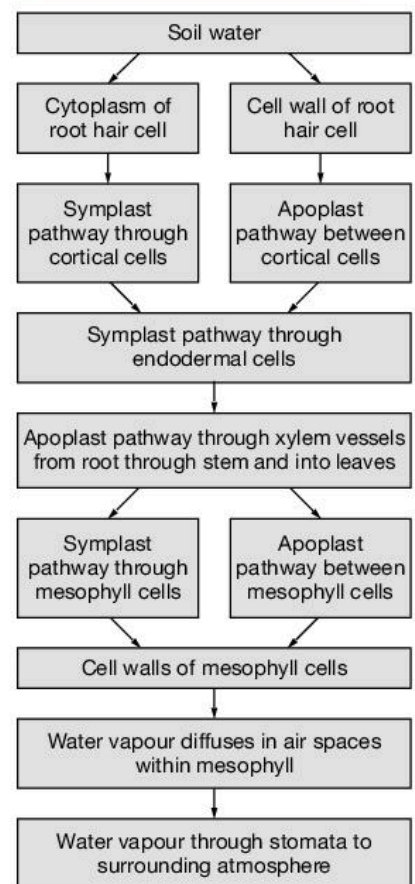 Soil water
Cytoplasm of
root hair cell
Cell wall of root
hair cell
Symplast
pathway through
cortical cells
Apoplast
pathway between
cortical cells
Symplast pathway through
endodermal cells
Apoplast pathway through xylem vessels
from root through stem and into leaves
Symplast
pathway through
mesophyll cells
Apoplast
pathway between
mesophyll cells
Cell walls of mesophyll cells
Water vapour diffuses in air spaces
within mesophyll
Water vapour through stomata to
surrounding atmosphere